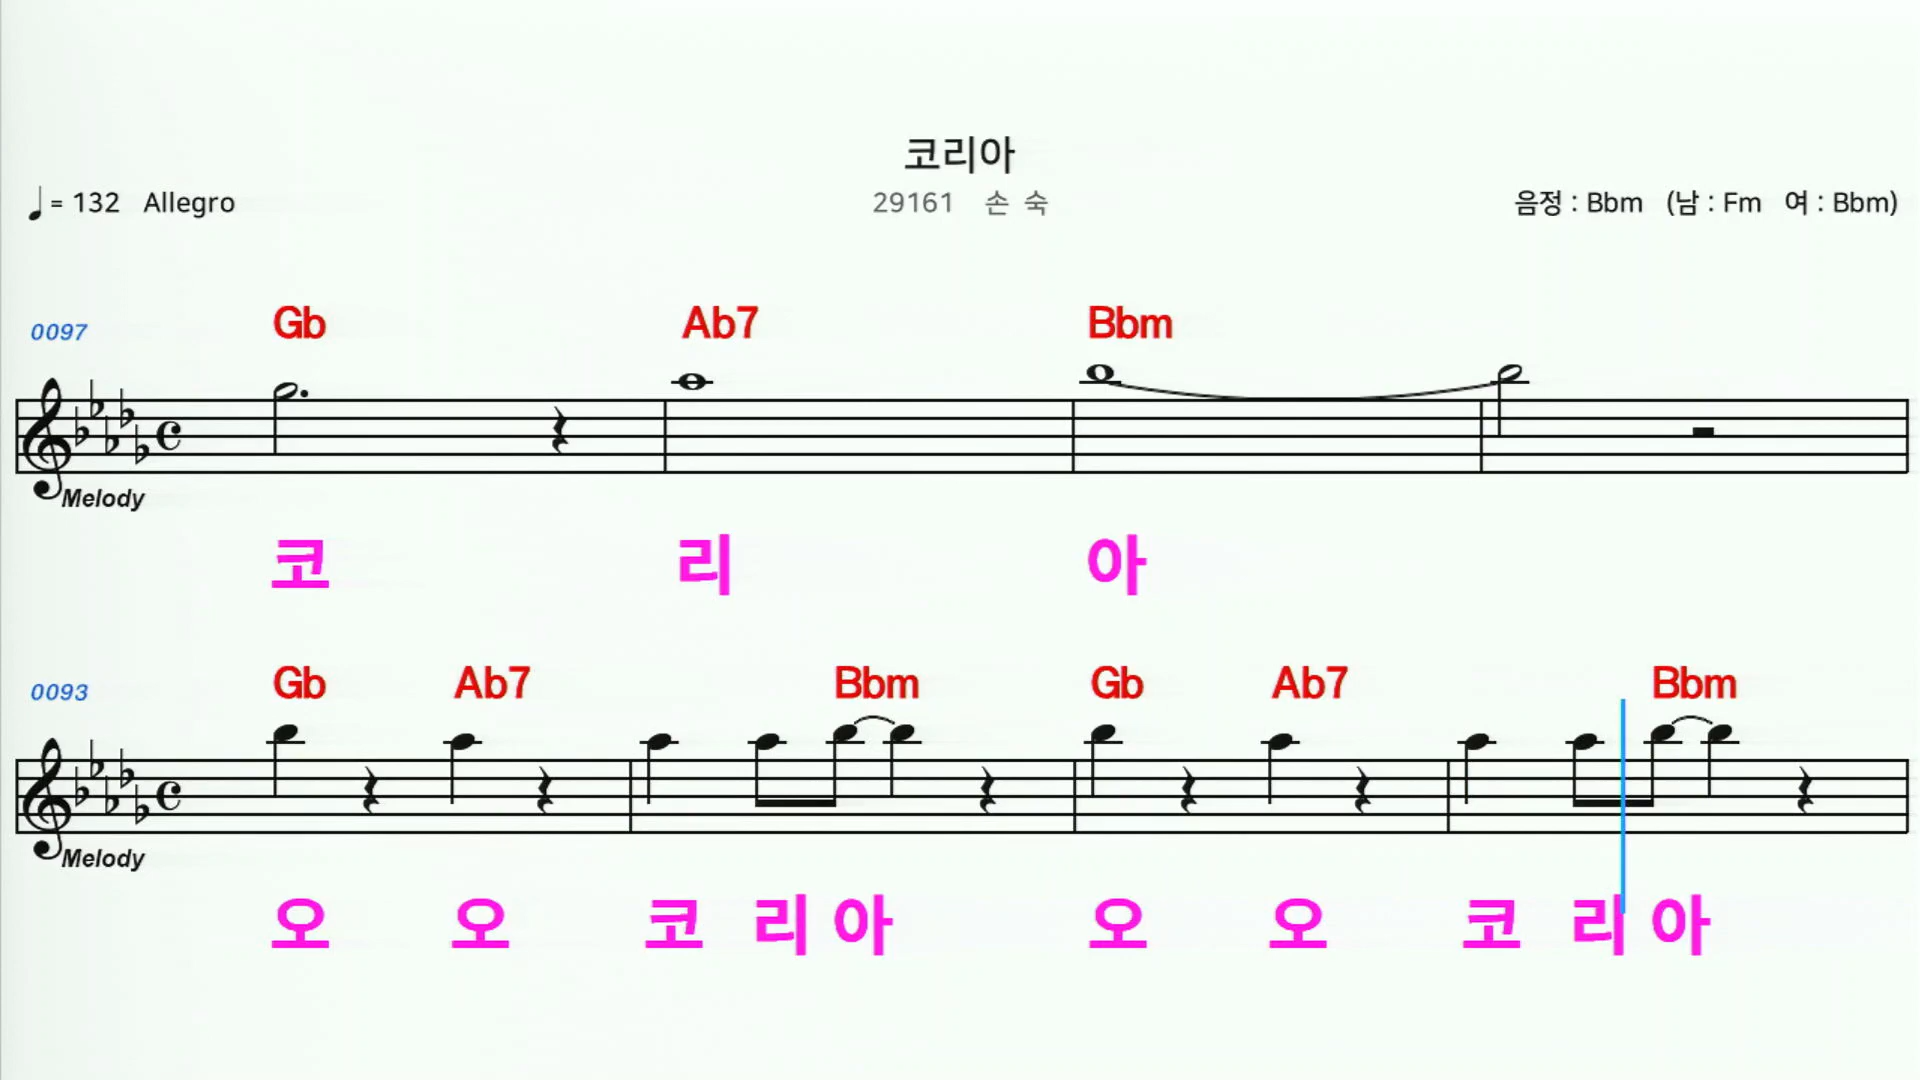 코리아
= 132 Allegro 29161 손 숙 음정 : Bbm (남 : Fm 여 : Bbm)
0097 Gb Ab7 Bbm
Melody
코 리 아
0093 Gb Ab7 Bbm Gb Ab7 Bbm
Melody
오 오 코 리 아 오 오 코 리 아